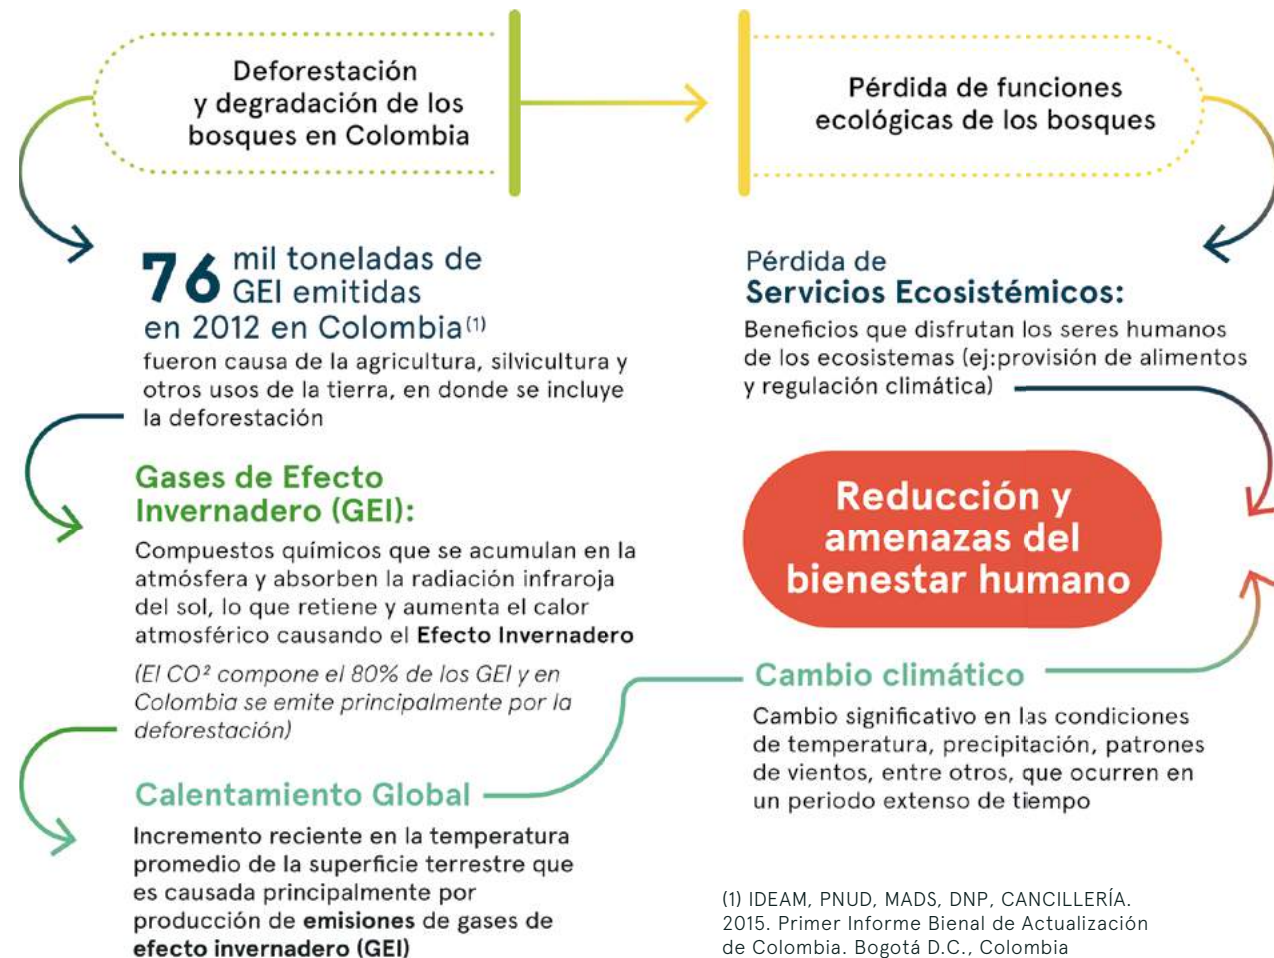 Deforestación
y degradación de los
bosques en Colombia
Pérdida de funciones
ecológicas de los bosques
76 mil toneladas de
GEI emitidas
en 2012 en Colombia(1)
fueron causa de la agricultura, silvicultura y
otros usos de la tierra, en donde se incluye
la deforestación
Gases de Efecto
Invernadero (GEI):
Compuestos químicos que se acumulan en la
atmósfera y absorben la radiación infraroja
del sol, lo que retiene y aumenta el calor
atmosférico causando el Efecto Invernadero
(El CO² compone el 80% de los GEI y en
Colombia se emite principalmente por la
deforestación)
Calentamiento Global
Incremento reciente en la temperatura
promedio de la superficie terrestre que
es causada principalmente por
producción de emisiones de gases de
efecto invernadero (GEI)
Pérdida de
Servicios Ecosistémicos:
Beneficios que disfrutan los seres humanos
de los ecosistemas (ej:provisión de alimentos
y regulación climática)
Reducción y
amenazas del
bienestar humano
Cambio climático
Cambio significativo en las condiciones
de temperatura, precipitación, patrones
de vientos, entre otros, que ocurren en
un periodo extenso de tiempo
(1) IDEAM, PNUD, MADS, DNP, CANCILLERÍA.
2015. Primer Informe Bienal de Actualización
de Colombia. Bogotá D.C., Colombia